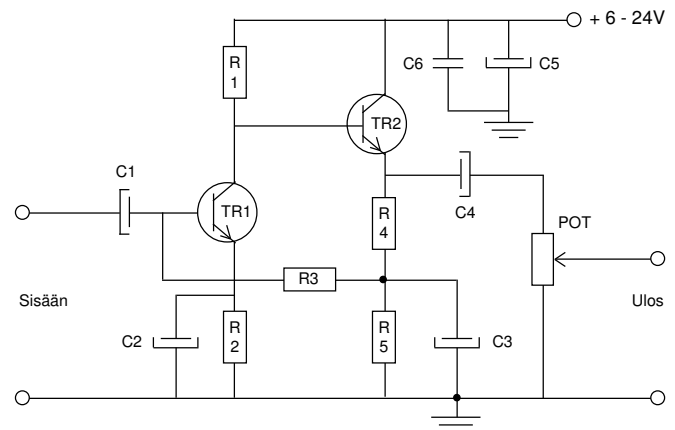 + 6 - 24V
R
1
C6
C5
TR2
C1
TR1
R
4
C4
POT
R3
Sisään
Ulos
C2
R
2
R
5
C3